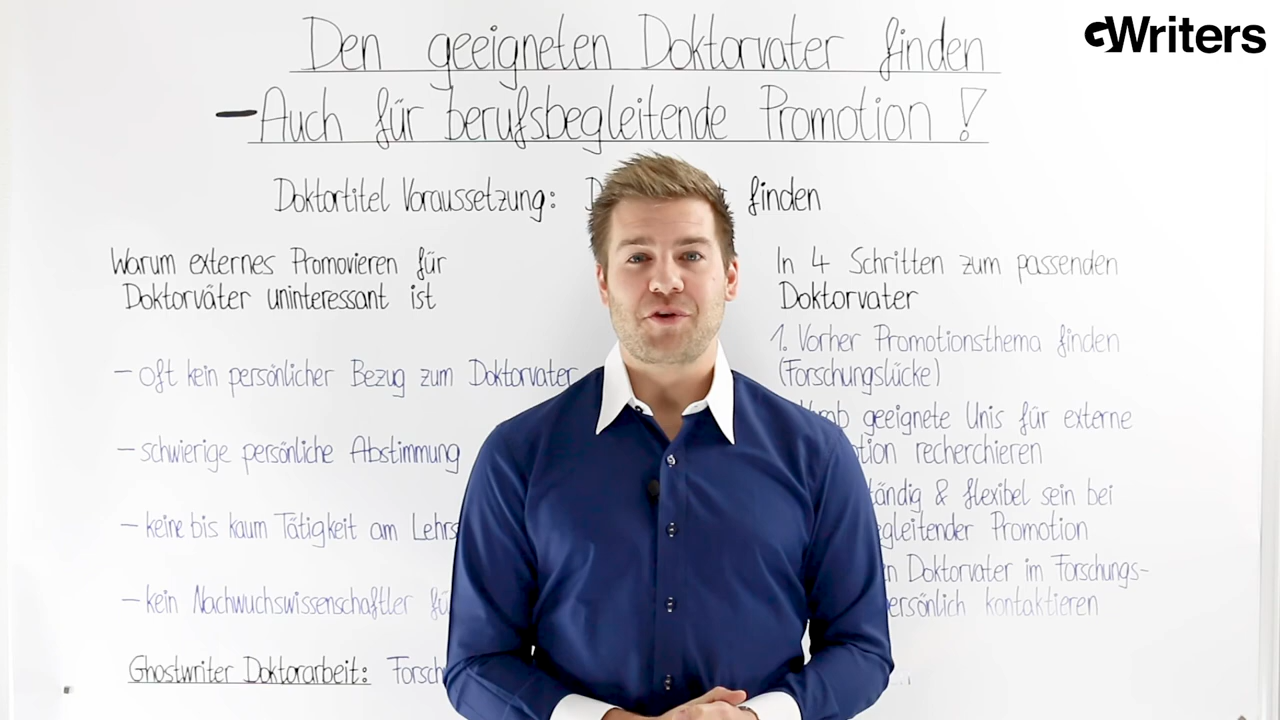 GWriters
Den geeigneten Doktorvater finden
– Auch für berufsbegleitende Promotion!
Doktortitel Voraussetzung: finden
Warum externes Promovieren für
Doktorväter uninteressant ist
– oft kein persönlicher Bezug zum Doktorvater
– schwierige persönliche Abstimmung
– keine bis kaum Tätigkeit am
– kein Nachwuchswissenschaftler
Ghostwriter Doktorarbeit:
In 4 Schritten zum passenden
Doktorvater
1. Vorher Promotionsthema finden
(Forschungslücke)
geeignete Unis für externe
recherchieren
& flexibel sein bei
Promotion
Doktorvater im Forschungs-
kontaktieren